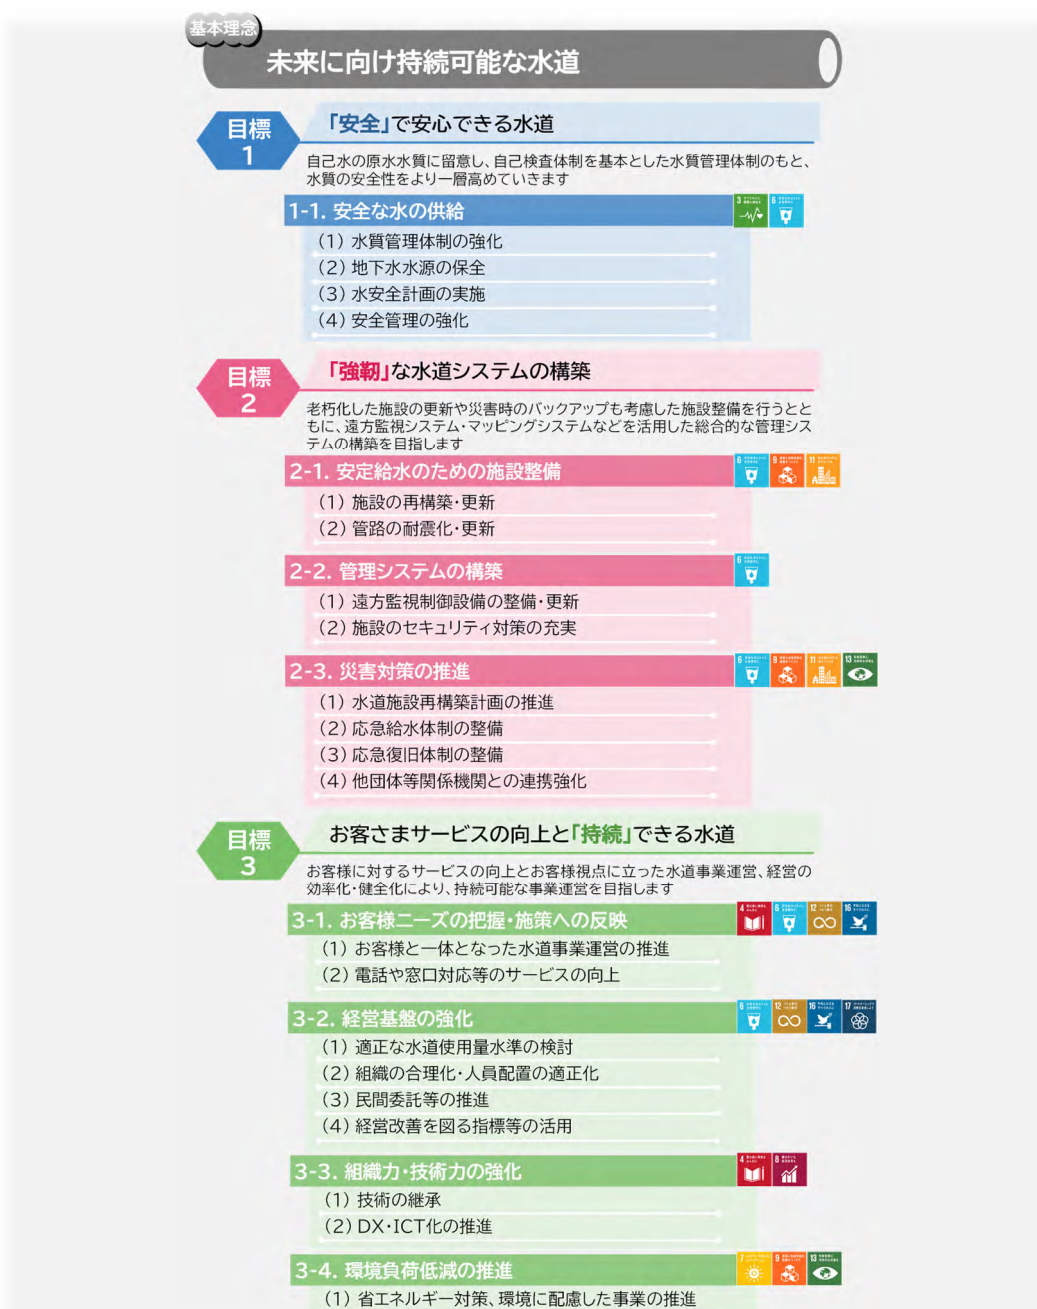 基本理念
未来に向け持続可能な水道
目標
1
「安全」で安心できる水道
自己水の原水水質に留意し、自己検査体制を基本とした水質管理体制のもと、
水質の安全性をより一層高めていきます
1-1. 安全な水の供給
3
6
(1) 水質管理体制の強化
(2) 地下水水源の保全
(3) 水安全計画の実施
(4) 安全管理の強化
目標
2
「強靭」な水道システムの構築
老朽化した施設の更新や災害時のバックアップも考慮した施設整備を行うとと
もに、遠方監視システム・マッピングシステムなどを活用した総合的な管理シス
テムの構築を目指します
2-1. 安定給水のための施設整備
6
9
11
(1) 施設の再構築・更新
(2) 管路の耐震化・更新
2-2. 管理システムの構築
6
(1) 遠方監視制御設備の整備・更新
(2) 施設のセキュリティ対策の充実
2-3. 災害対策の推進
6
9
11
13
(1) 水道施設再構築計画の推進
(2) 応急給水体制の整備
(3) 応急復旧体制の整備
(4) 他団体等関係機関との連携強化
目標
3
お客さまサービスの向上と「持続」できる水道
お客様に対するサービスの向上とお客様視点に立った水道事業運営、経営の
効率化・健全化により、持続可能な事業運営を目指します
3-1. お客様ニーズの把握・施策への反映
4
6
12
16
(1) お客様と一体となった水道事業運営の推進
(2) 電話や窓口対応等のサービスの向上
3-2. 経営基盤の強化
6
12
16
17
(1) 適正な水道使用量水準の検討
(2) 組織の合理化・人員配置の適正化
(3) 民間委託等の推進
(4) 経営改善を図る指標等の活用
3-3. 組織力・技術力の強化
4
8
(1) 技術の継承
(2) DX・ICT化の推進
3-4. 環境負荷低減の推進
7
9
13
(1) 省エネルギー対策、環境に配慮した事業の推進